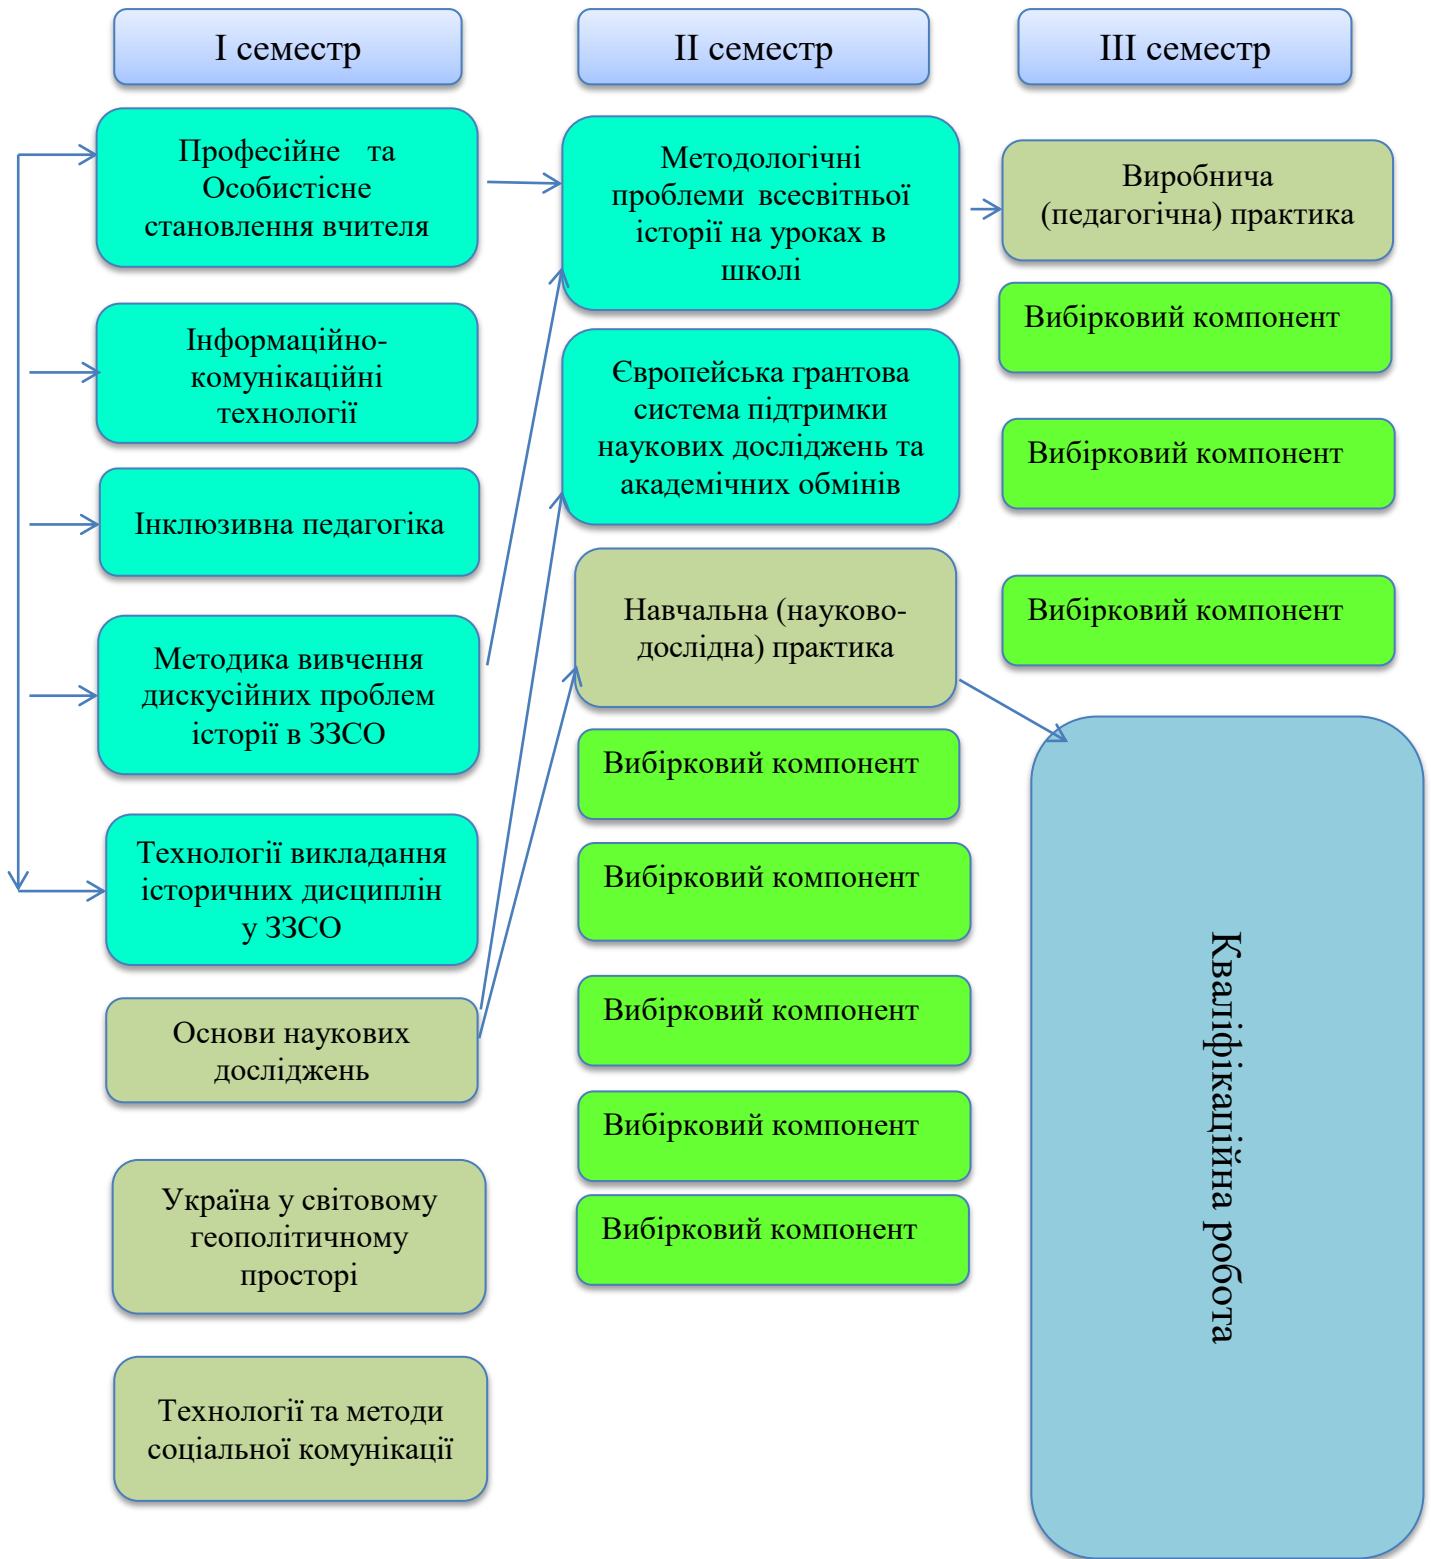 І семестр
ІІ семестр
ІІІ семестр
Професійне та
Особистісне
становлення вчителя
Інформаційно-
комунікаційні
технології
Інклюзивна педагогіка
Методика вивчення
дискусійних проблем
історії в ЗЗСО
Технології викладання
історичних дисциплін
у ЗЗСО
Основи наукових
досліджень
Україна у світовому
геополітичному
просторі
Технології та методи
соціальної комунікації
Методологічні
проблеми всесвітньої
історії на уроках в
школі
Європейська грантова
система підтримки
наукових досліджень та
академічних обмінів
Навчальна (науково-
дослідна) практика
Вибірковий компонент
Вибірковий компонент
Вибірковий компонент
Вибірковий компонент
Вибірковий компонент
Виробнича
(педагогічна) практика
Вибірковий компонент
Вибірковий компонент
Вибірковий компонент
Кваліфікаційна робота